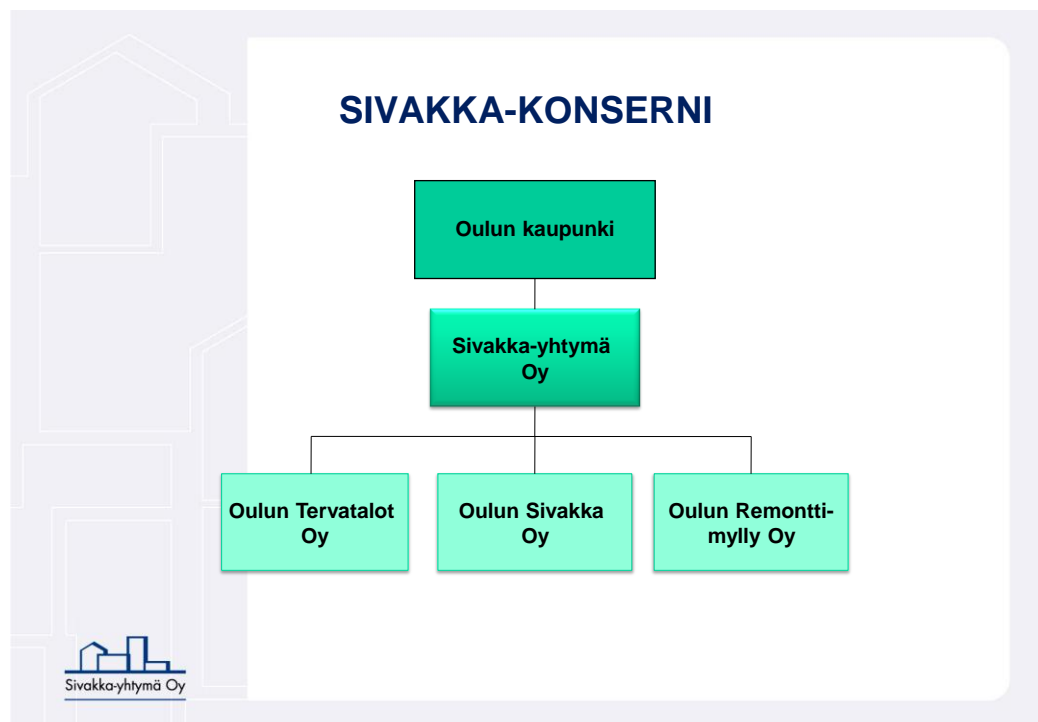 SIVAKKA-KONSERNI
Oulun kaupunki
Sivakka-yhtymä
Oy
Oulun Tervatalot
Oy
Oulun Sivakka
Oy
Oulun Remontti-
mylly Oy
Sivakka-yhtymä Oy